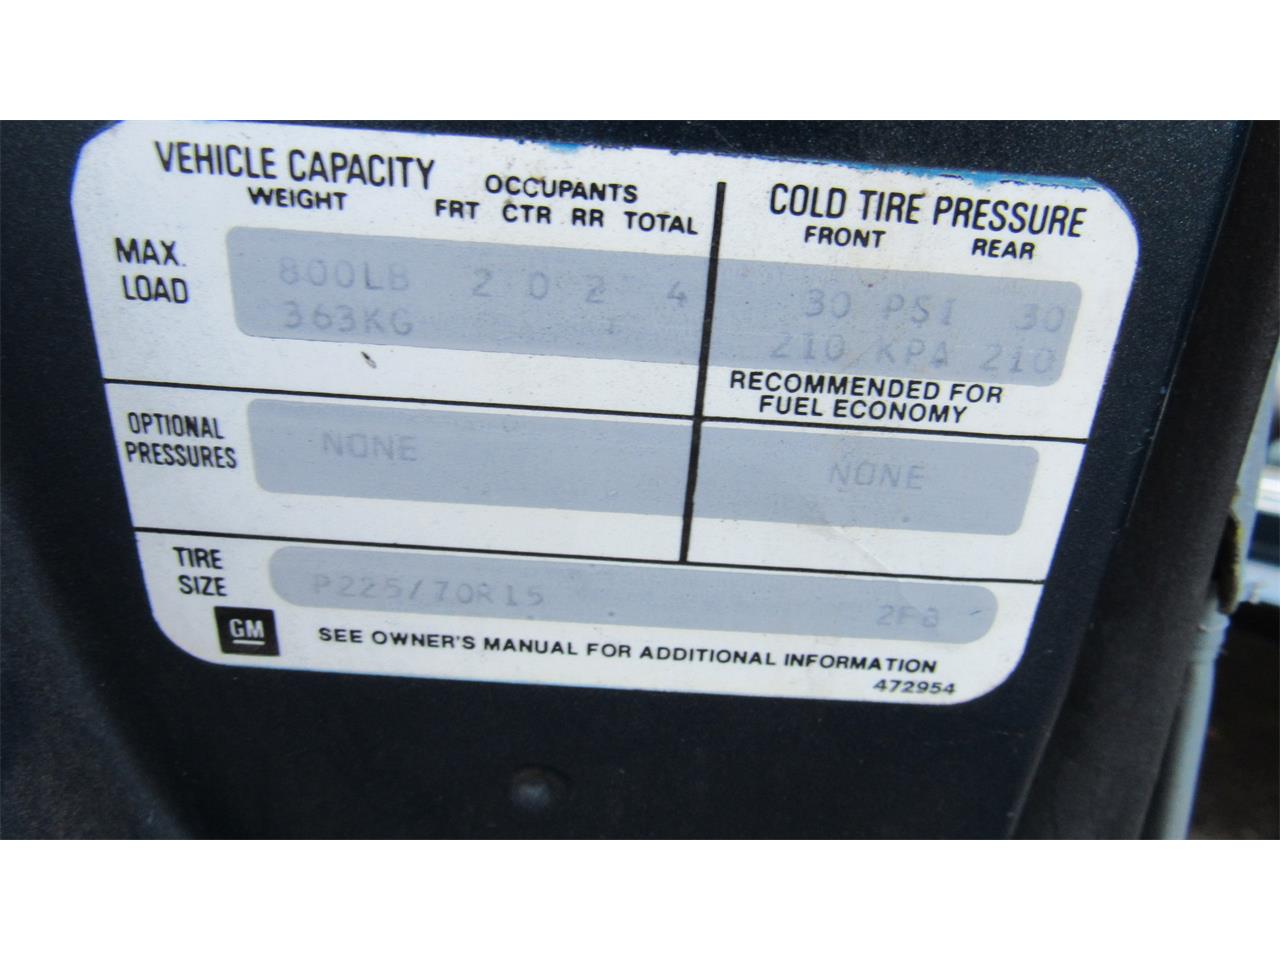 VEHICLE CAPACITY
WEIGHT
OCCUPANTS
FRT CTR RR TOTAL
COLD TIRE PRESSURE
FRONT REAR
MAX. LOAD
800LB 2 0 2 4 30 PSI 30
363KG 210 KPA 210
RECOMMENDED FOR
FUEL ECONOMY
OPTIONAL
PRESSURES
NONE NONE
TIRE
SIZE
P225/70R15
GM
SEE OWNER'S MANUAL FOR ADDITIONAL INFORMATION
472954